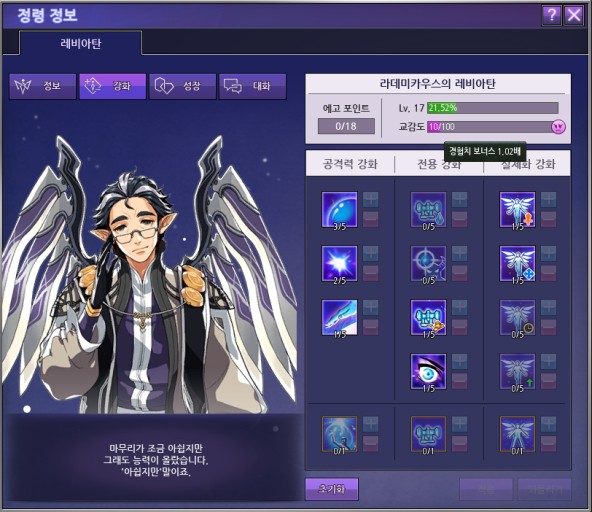 정령 정보
?
레비아탄
정보
강화
성장
대화
라데미카우스의 레비아탄
에고 포인트
0/18
Lv. 17 21.52%
교감도 10/100
경험치 보너스 1.02배
공격력 강화
전용 강화
실체화 강화
3/5
0/5
1/5
2/5
0/5
1/5
1/5
1/5
0/5
1/5
0/5
0/1
0/1
0/1
마무리가 조금 아쉽지만
그래도 능력이 올랐습니다.
'아쉽지만'말이죠.
초기화